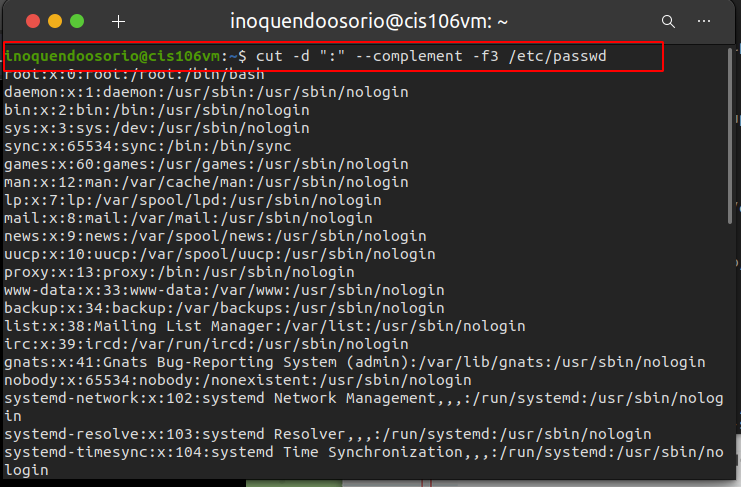 inoquendoosorio@cis106vm: ~
inoquendoosorio@cis106vm:~$ cut -d ":" --complement -f3 /etc/passwd
root:x:0:root:/root:/bin/bash
daemon:x:1:daemon:/usr/sbin:/usr/sbin/nologin
bin:x:2:bin:/bin:/usr/sbin/nologin
sys:x:3:sys:/dev:/usr/sbin/nologin
sync:x:65534:sync:/bin:/bin/sync
games:x:60:games:/usr/games:/usr/sbin/nologin
man:x:12:man:/var/cache/man:/usr/sbin/nologin
lp:x:7:lp:/var/spool/lpd:/usr/sbin/nologin
mail:x:8:mail:/var/mail:/usr/sbin/nologin
news:x:9:news:/var/spool/news:/usr/sbin/nologin
uucp:x:10:uucp:/var/spool/uucp:/usr/sbin/nologin
proxy:x:13:proxy:/bin:/usr/sbin/nologin
www-data:x:33:www-data:/var/www:/usr/sbin/nologin
backup:x:34:backup:/var/backups:/usr/sbin/nologin
list:x:38:Mailing List Manager:/var/list:/usr/sbin/nologin
irc:x:39:ircd:/var/run/ircd:/usr/sbin/nologin
gnats:x:41:Gnats Bug-Reporting System (admin):/var/lib/gnats:/usr/sbin/nologin
nobody:x:65534:nobody:/nonexistent:/usr/sbin/nologin
systemd-network:x:102:systemd Network Management,,,:/run/systemd:/usr/sbin/nolog
in
systemd-resolve:x:103:systemd Resolver,,,:/run/systemd:/usr/sbin/nologin
systemd-timesync:x:104:systemd Time Synchronization,,,:/run/systemd:/usr/sbin/no
login